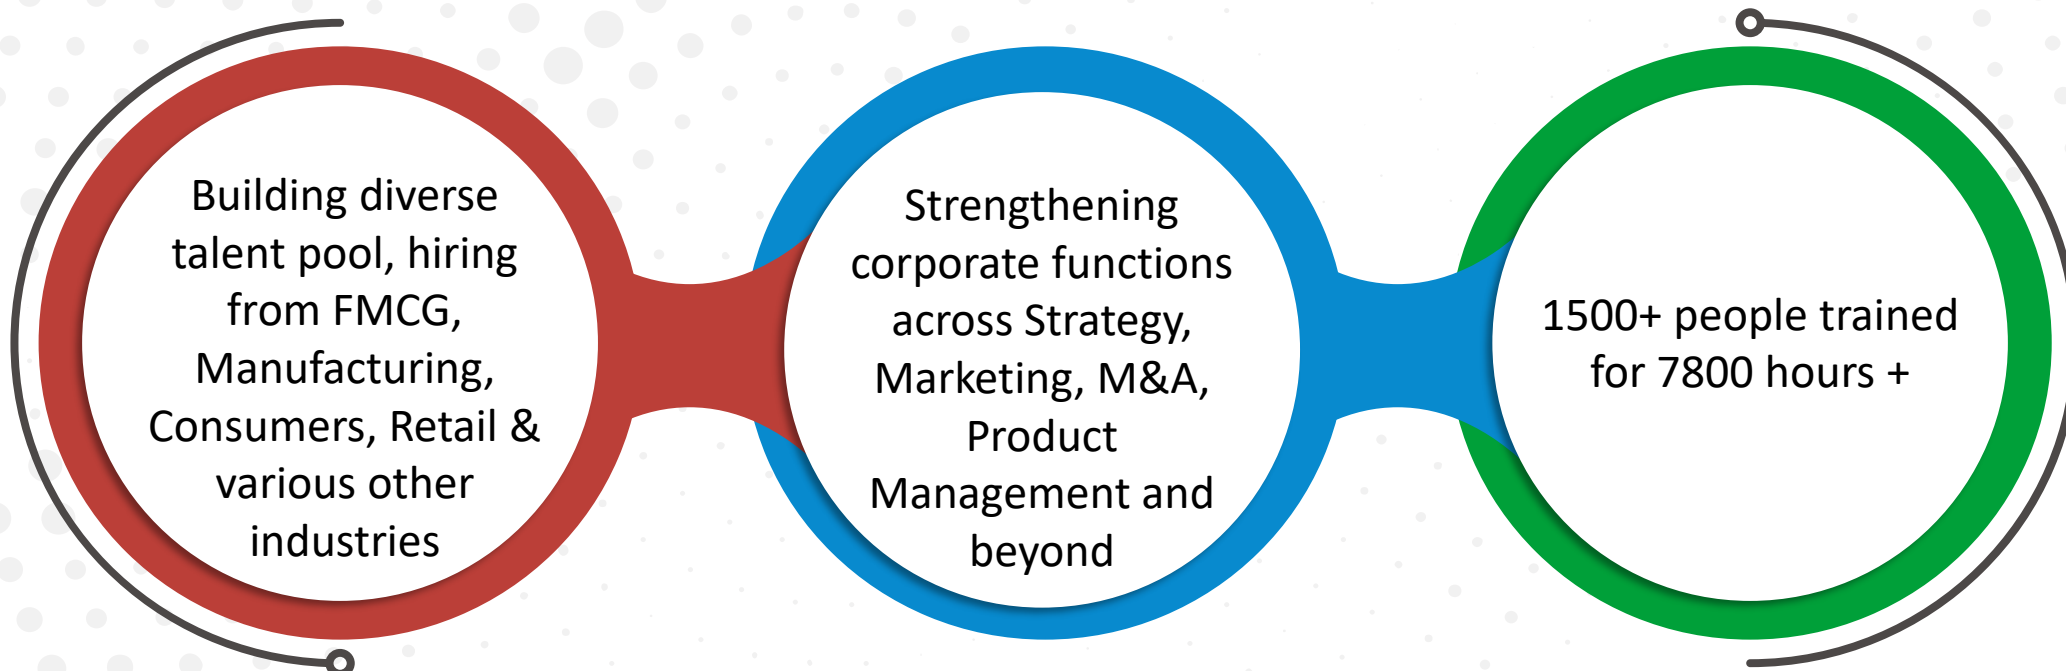 Building diverse
talent pool, hiring
from FMCG,
Manufacturing,
Consumers, Retail &
various other
industries
Strengthening
corporate functions
across Strategy,
Marketing, M&A,
Product
Management and
beyond
1500+ people trained
for 7800 hours +